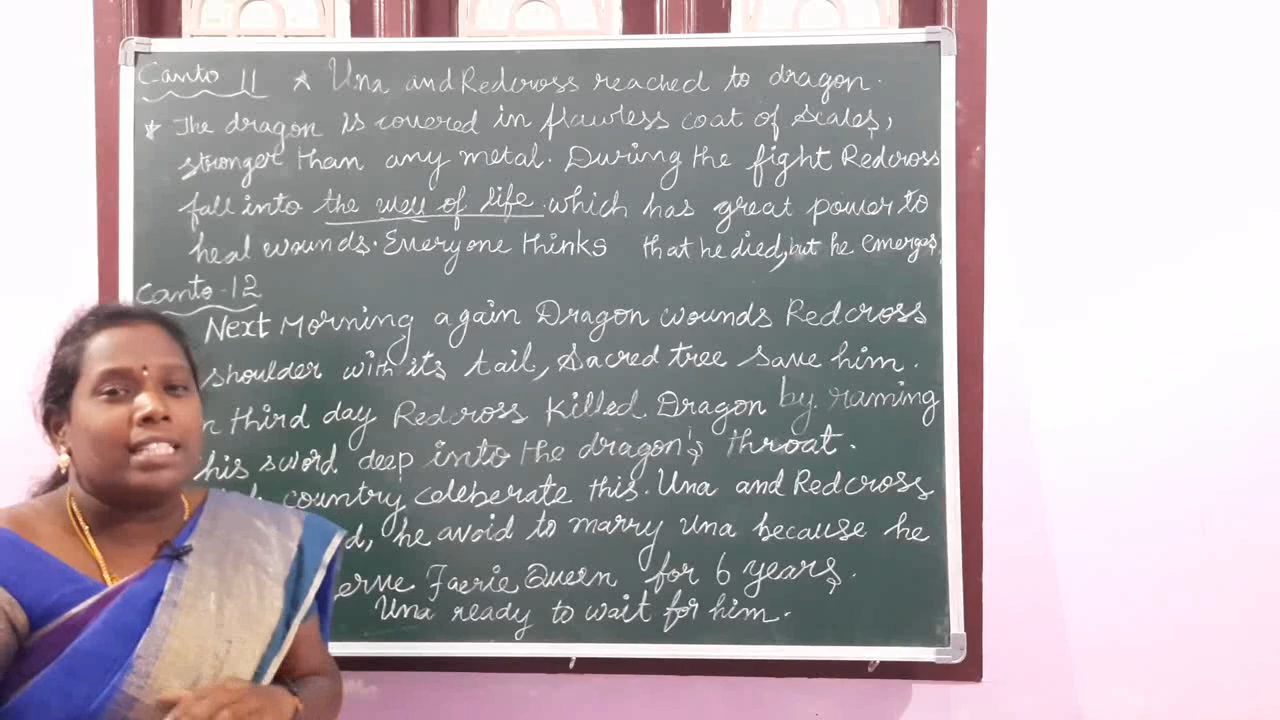 Canto 11 * Una and Redcross reached to dragon.
* The dragon is covered in flawless coat of scales,
stronger than any metal. During the fight Redcross
fall into the well of life which has great power to
heal wounds. Everyone thinks that he died, but he emerges,
Canto-12
Next Morning again Dragon wounds Redcross
shoulder with its tail, Sacred tree save him.
third day Redcross killed Dragon by raming
his sword deep into the dragon's throat.
country celeberate this. Una and Redcross
he avoid to marry Una because he
Faerie Queen for 6 years.
Una ready to wait for him.